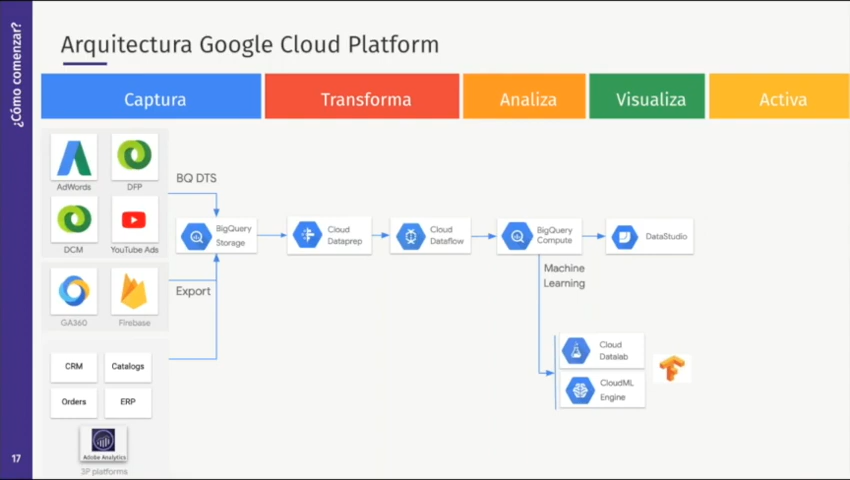 ¿Cómo comenzar?
Arquitectura Google Cloud Platform
Captura
Transforma
Analiza
Visualiza
Activa
AdWords
DFP
DCM
YouTube Ads
BQ DTS
BigQuery
Storage
Cloud
Dataprep
Cloud
Dataflow
BigQuery
Compute
DataStudio
GA360
Firebase
Export
Machine
Learning
CRM
Catalogs
Orders
ERP
Cloud
Datalab
CloudML
Engine
Adobe Analytics
3P platforms
17